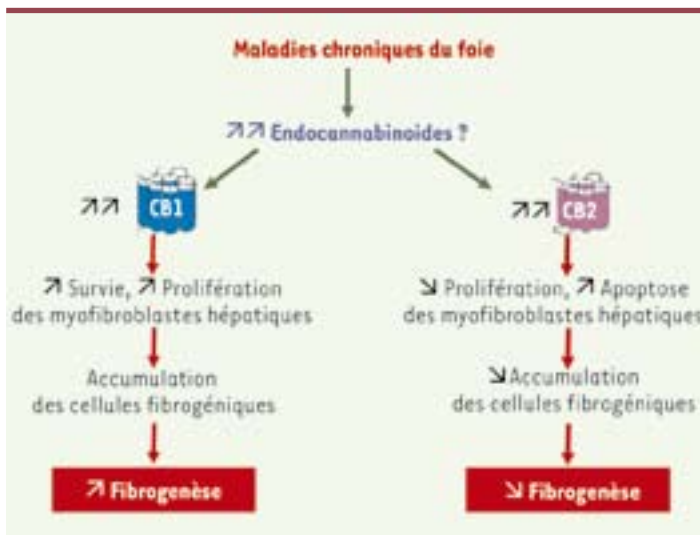 Maladies chroniques du foie
↗↗ Endocannabinoides ?
↗↗ CB1
↗↗ CB2
↗ Survie, ↗ Prolifération
des myofibroblastes hépatiques
↘ Prolifération, ↗ Apoptose
des myofibroblastes hépatiques
Accumulation
des cellules fibrogéniques
↘ Accumulation
des cellules fibrogéniques
↗ Fibrogenèse
↘ Fibrogenèse